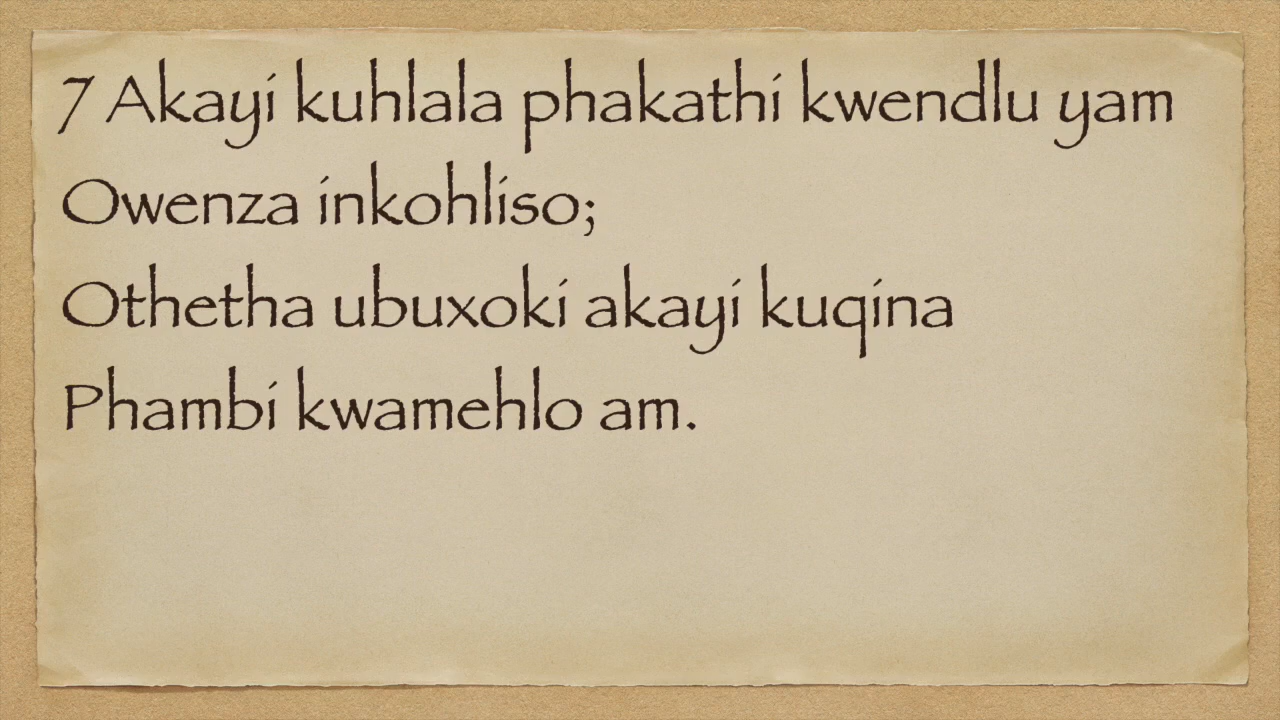 7 Akayi kuhlala phakathi kwendlu yam
Owenza inkohliso;
Othetha ubuxoki akayi kuqina
Phambi kwamehlo am.